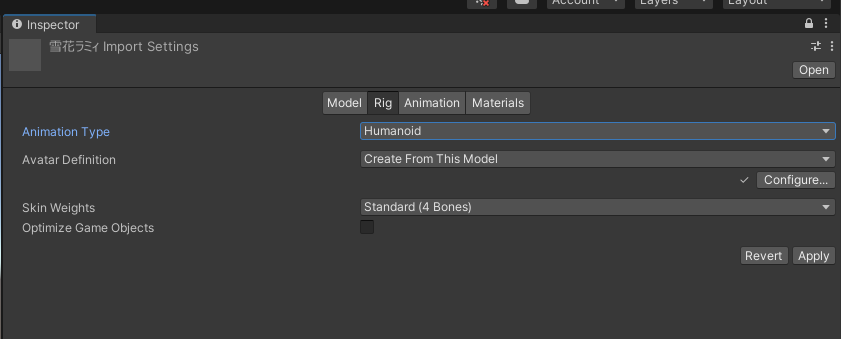 Account
Layers
Layout
Inspector
雪花ラミィ Import Settings
Open
Model Rig Animation Materials
Animation Type Humanoid
Avatar Definition Create From This Model
Configure...
Skin Weights Standard (4 Bones)
Optimize Game Objects
Revert Apply